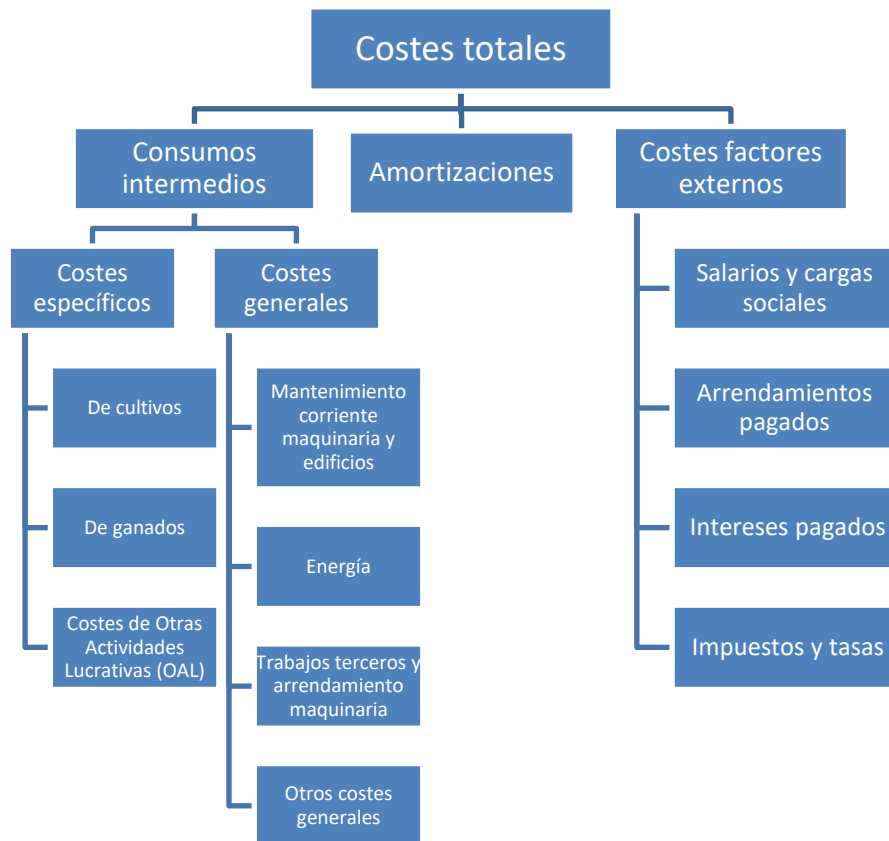 Costes totales
Consumos
intermedios
Amortizaciones
Costes factores
externos
Costes
específicos
Costes
generales
Salarios y cargas
sociales
De cultivos
Mantenimiento
corriente
maquinaria y
edificios
Arrendamientos
pagados
De ganados
Energía
Intereses pagados
Costes de Otras
Actividades
Lucrativas (OAL)
Trabajos terceros y
arrendamiento
maquinaria
Impuestos y tasas
Otros costes
generales